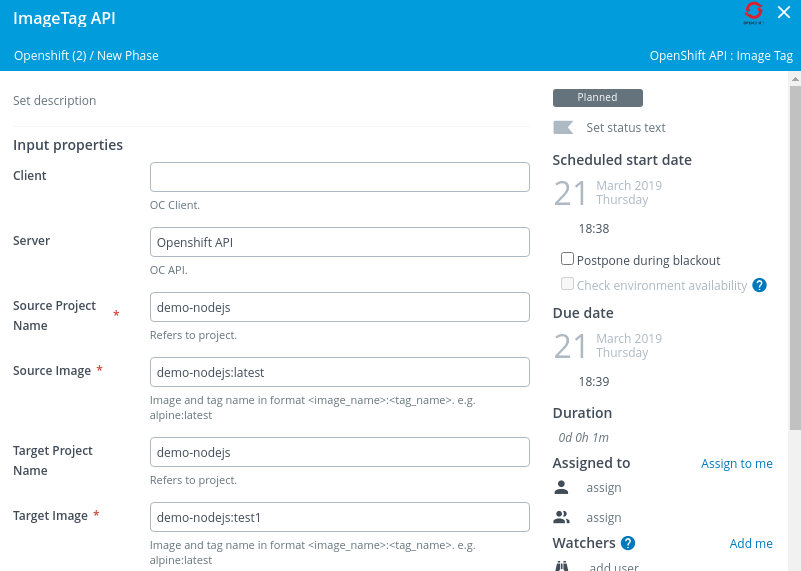 ImageTag API
Openshift (2) / New Phase
OpenShift API : Image Tag
Set description
Input properties
Client
OC Client.
Server
Openshift API
OC API.
Source Project
Name
*
demo-nodejs
Refers to project.
Source Image *
demo-nodejs:latest
Image and tag name in format <image_name>:<tag_name>. e.g.
alpine:latest
Target Project
Name
demo-nodejs
Refers to project.
Target Image *
demo-nodejs:test1
Image and tag name in format <image_name>:<tag_name>. e.g.
alpine:latest
Planned
Set status text
Scheduled start date
21
March 2019
Thursday
18:38
Postpone during blackout
Check environment availability ?
Due date
21
March 2019
Thursday
18:39
Duration
0d 0h 1m
Assigned to
Assign to me
assign
assign
Watchers ?
Add me
add user